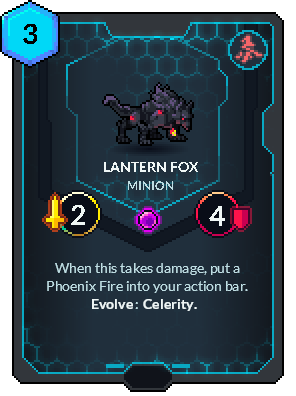 3
LANTERN FOX
MINION
2
4
When this takes damage, put a
Phoenix Fire into your action bar.
Evolve: Celerity.